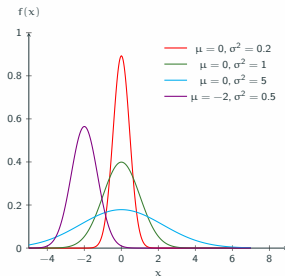 f(x)
1
μ = 0, σ² = 0.2
μ = 0, σ² = 1
μ = 0, σ² = 5
μ = −2, σ² = 0.5
0.8
0.6
0.4
0.2
0
−4 −2 0 2 4 6 8
x